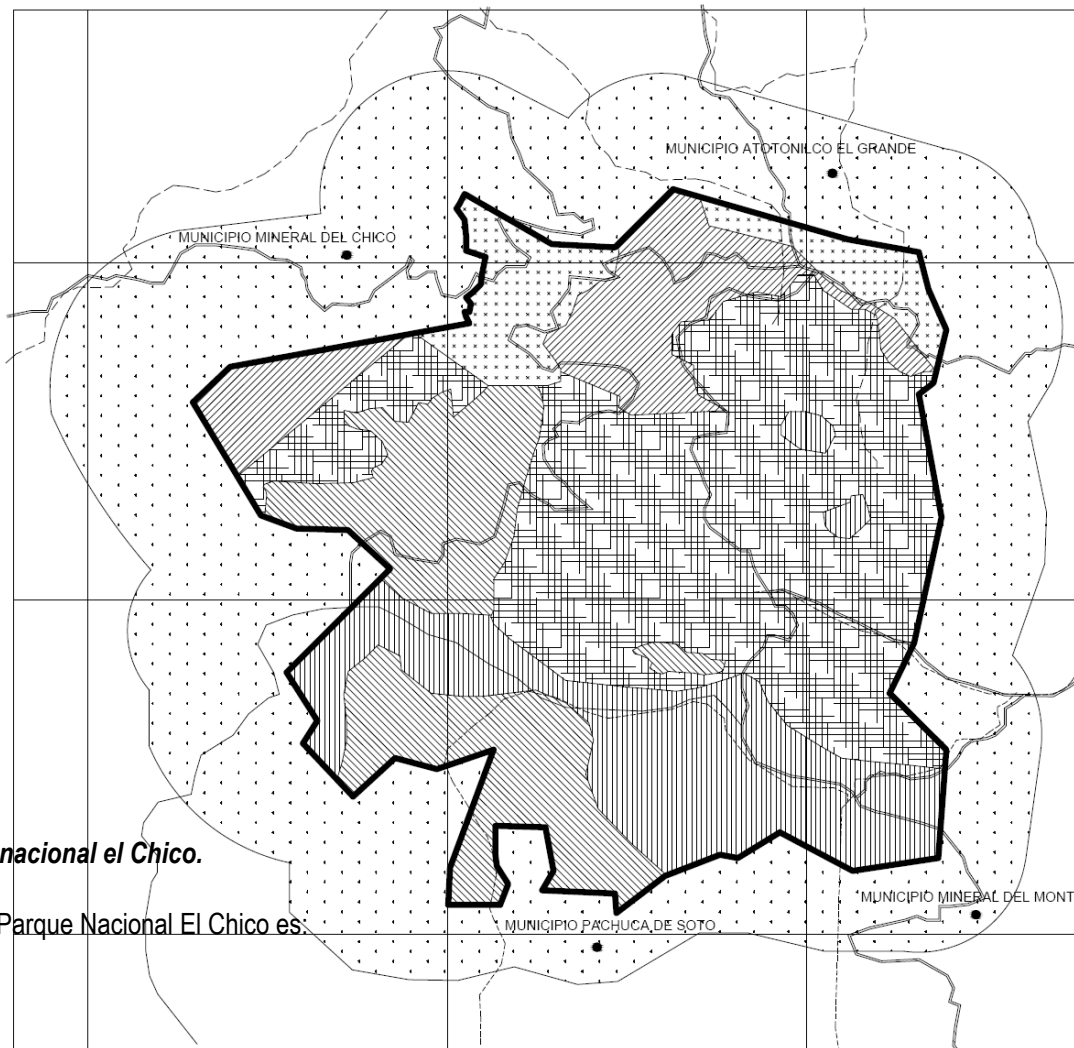 MUNICIPIO ATOTONILCO EL GRANDE
MUNICIPIO MINERAL DEL CHICO
nacional el Chico.
MUNICIPIO MINERAL DEL MONT
Parque Nacional El Chico es:
MUNICIPIO PACHUCA DE SOTO